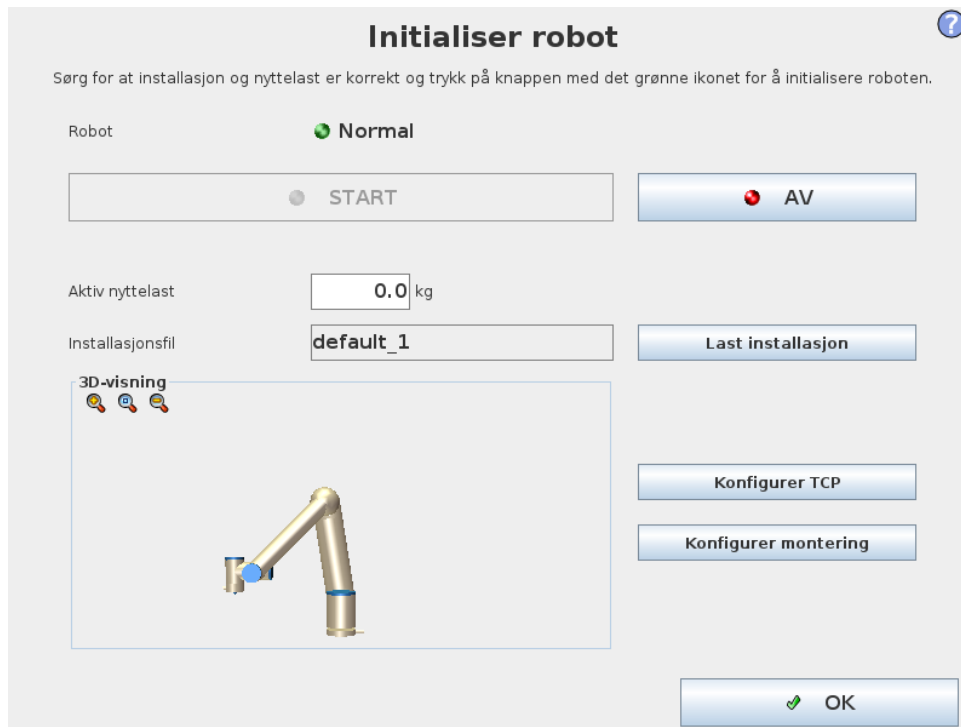 Initialiser robot
?
Sørg for at installasjon og nyttelast er korrekt og trykk på knappen med det grønne ikonet for å initialisere roboten.
Robot
Normal
START
AV
Aktiv nyttelast
0.0 kg
Installasjonsfil
default_1
Last installasjon
3D-visning
Konfigurer TCP
Konfigurer montering
OK